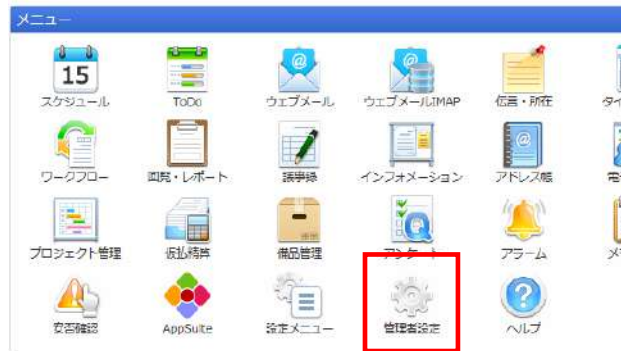 メニュー
15
スケジュール
ToDo
ウェブメール
ウェブメールIMAP
伝言・所在
タイ
ワークフロー
回覧・レポート
議事録
インフォメーション
アドレス帳
電
プロジェクト管理
仮払精算
備品管理
アンケート
アラーム
メ
安否確認
AppSuite
設定メニュー
管理者設定
ヘルプ